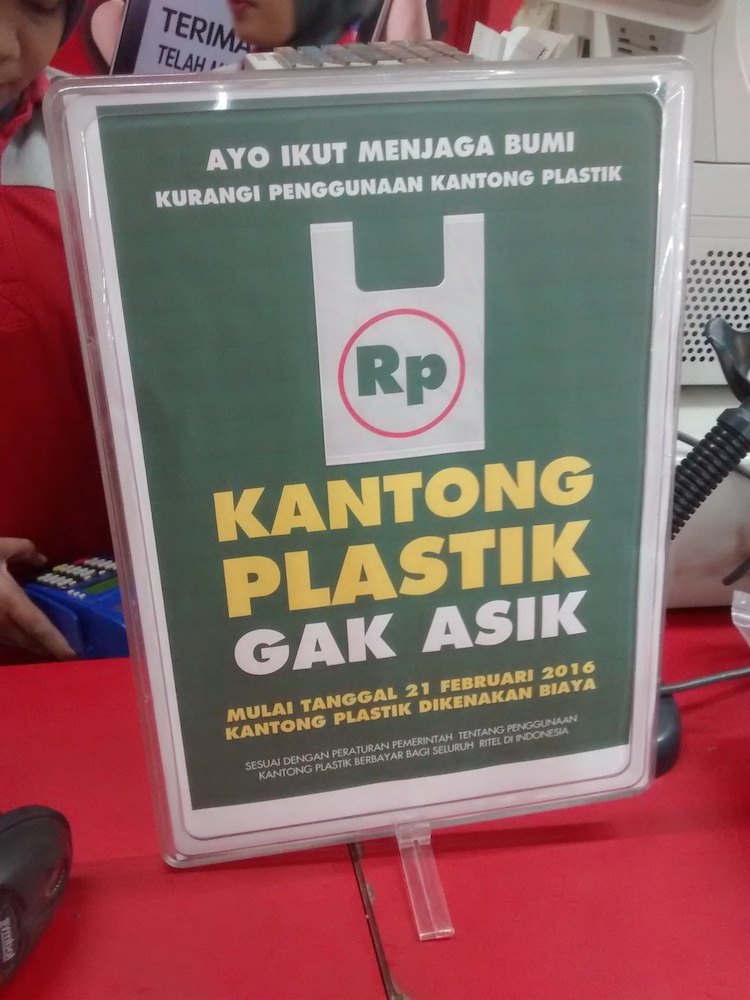 TERIMA
TELAH
AYO IKUT MENJAGA BUMI
KURANGI PENGGUNAAN KANTONG PLASTIK
Rp
KANTONG
PLASTIK
GAK ASIK
MULAI TANGGAL 21 FEBRUARI 2016
KANTONG PLASTIK DIKENAKAN BIAYA
SESUAI DENGAN PERATURAN PEMERINTAH TENTANG PENGGUNAAN
KANTONG PLASTIK BERBAYAR BAGI SELURUH RITEL DI INDONESIA
symbol